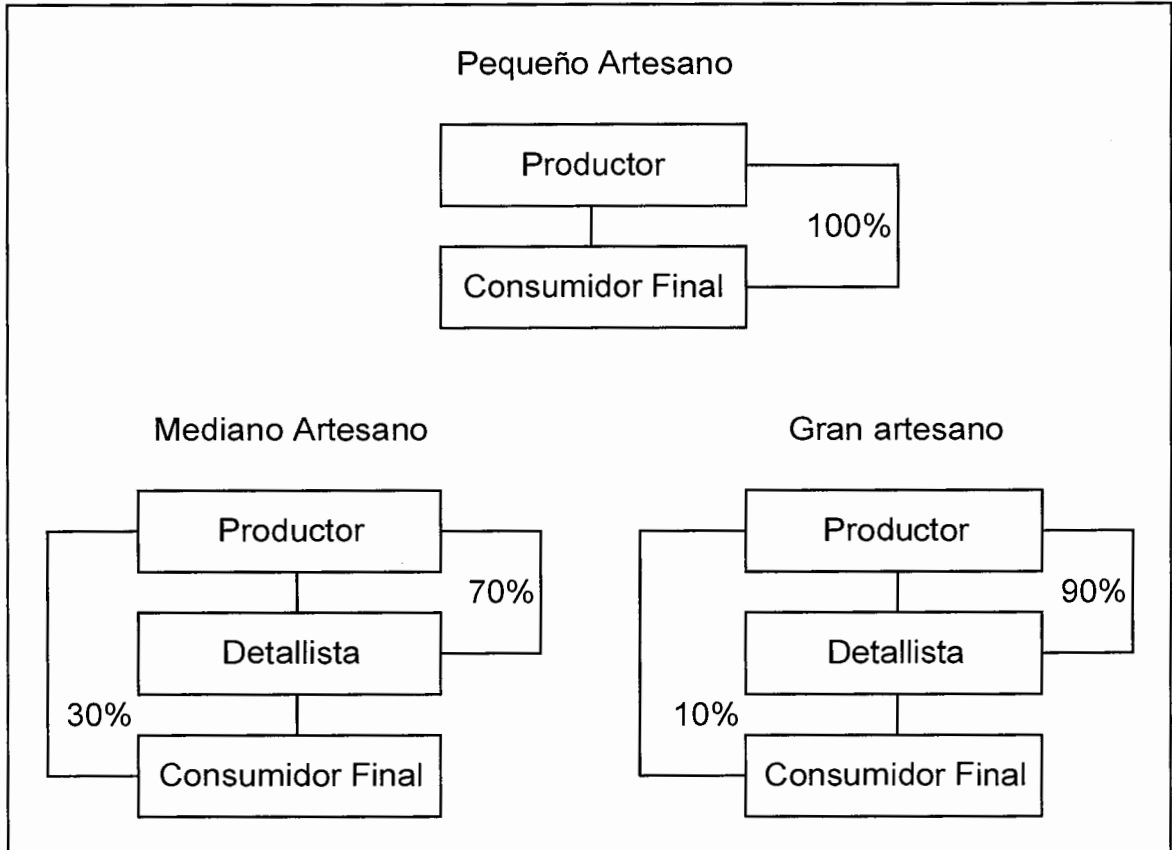 Pequeño Artesano
Productor
100%
Consumidor Final
Mediano Artesano
Productor
70%
Detallista
30%
Consumidor Final
Gran artesano
Productor
90%
Detallista
10%
Consumidor Final